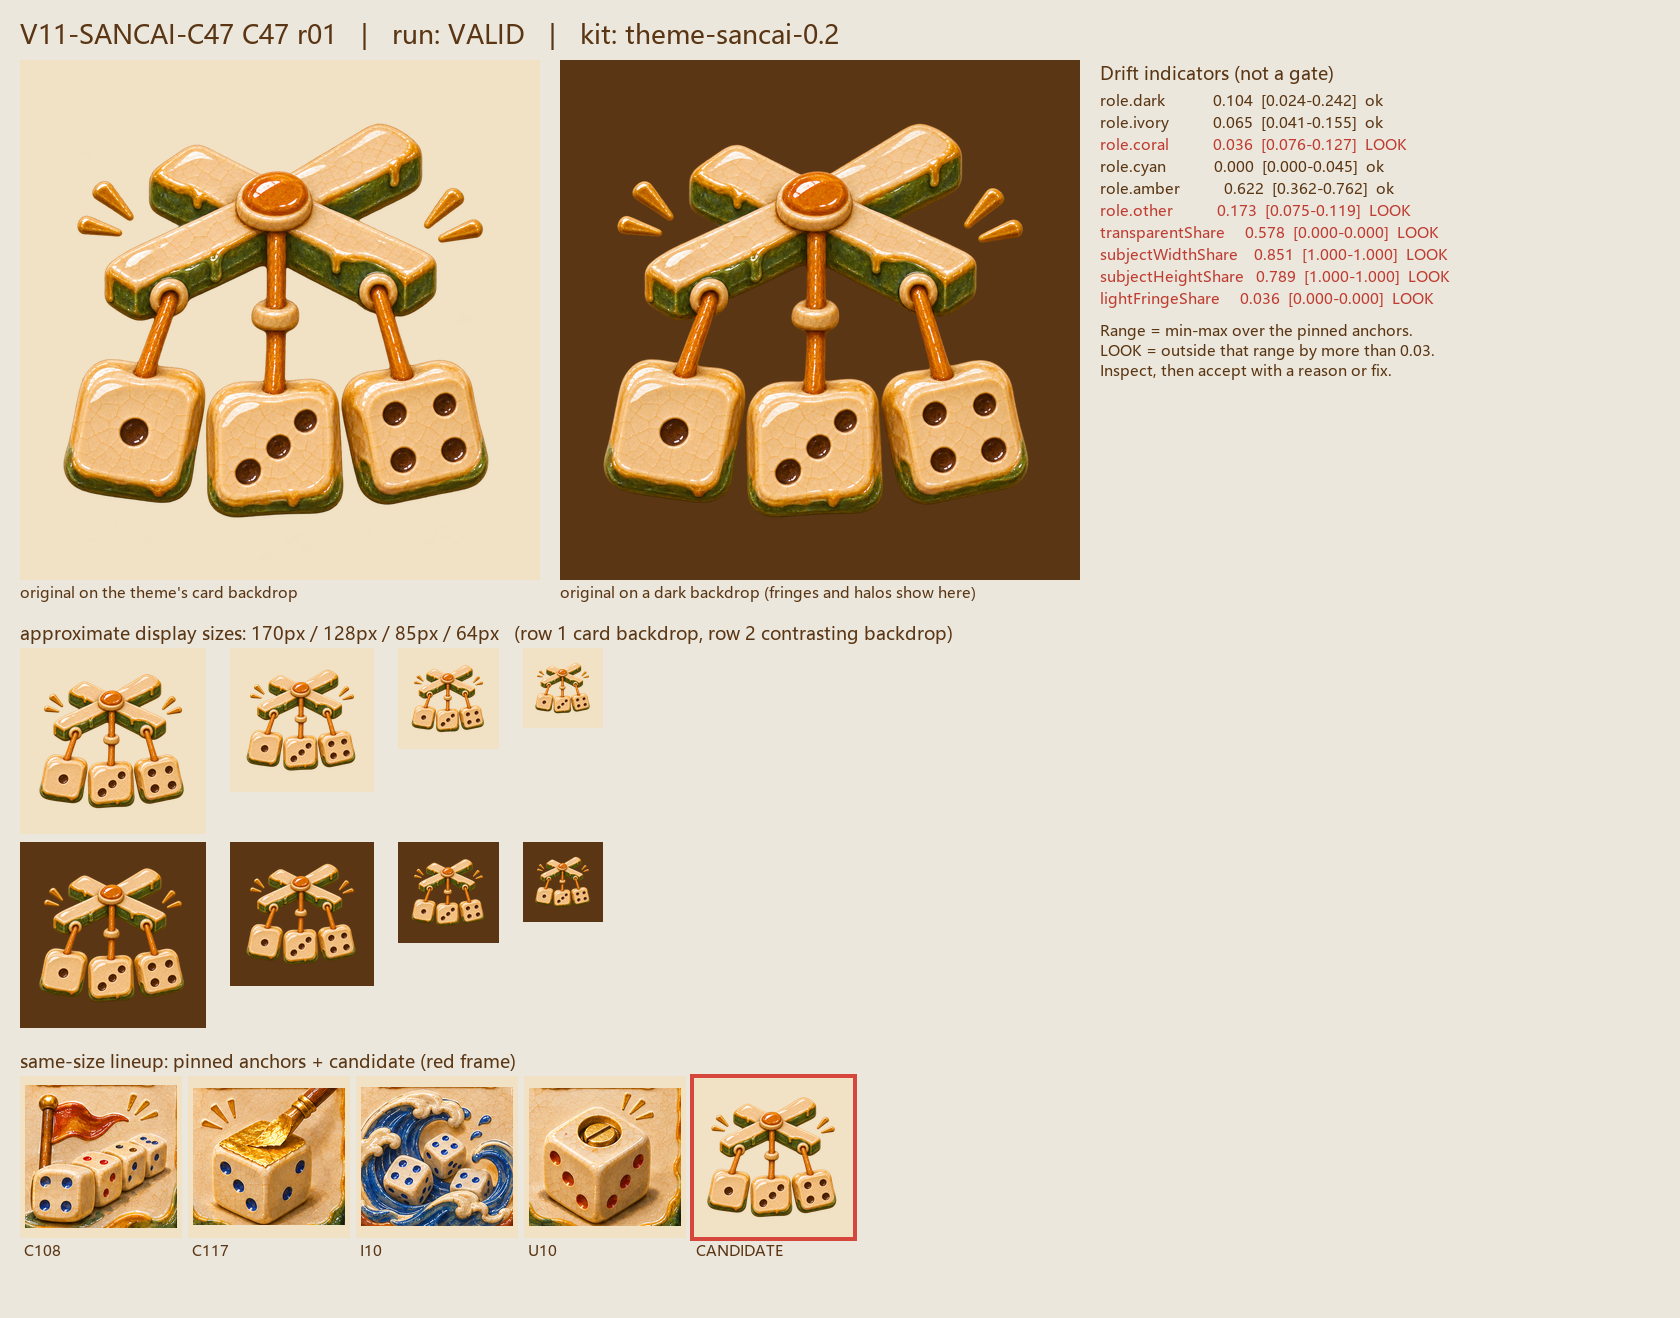 V11-SANCAI-C47 C47 r01   |   run: VALID   |   kit: theme-sancai-0.2
Drift indicators (not a gate)
role.dark 0.104 [0.024-0.242] ok
role.ivory 0.065 [0.041-0.155] ok
role.coral 0.036 [0.076-0.127] LOOK
role.cyan 0.000 [0.000-0.045] ok
role.amber 0.622 [0.362-0.762] ok
role.other 0.173 [0.075-0.119] LOOK
transparentShare 0.578 [0.000-0.000] LOOK
subjectWidthShare 0.851 [1.000-1.000] LOOK
subjectHeightShare 0.789 [1.000-1.000] LOOK
lightFringeShare 0.036 [0.000-0.000] LOOK
Range = min-max over the pinned anchors.
LOOK = outside that range by more than 0.03.
Inspect, then accept with a reason or fix.
original on the theme's card backdrop
original on a dark backdrop (fringes and halos show here)
approximate display sizes: 170px / 128px / 85px / 64px   (row 1 card backdrop, row 2 contrasting backdrop)
same-size lineup: pinned anchors + candidate (red frame)
C108
C117
I10
U10
CANDIDATE